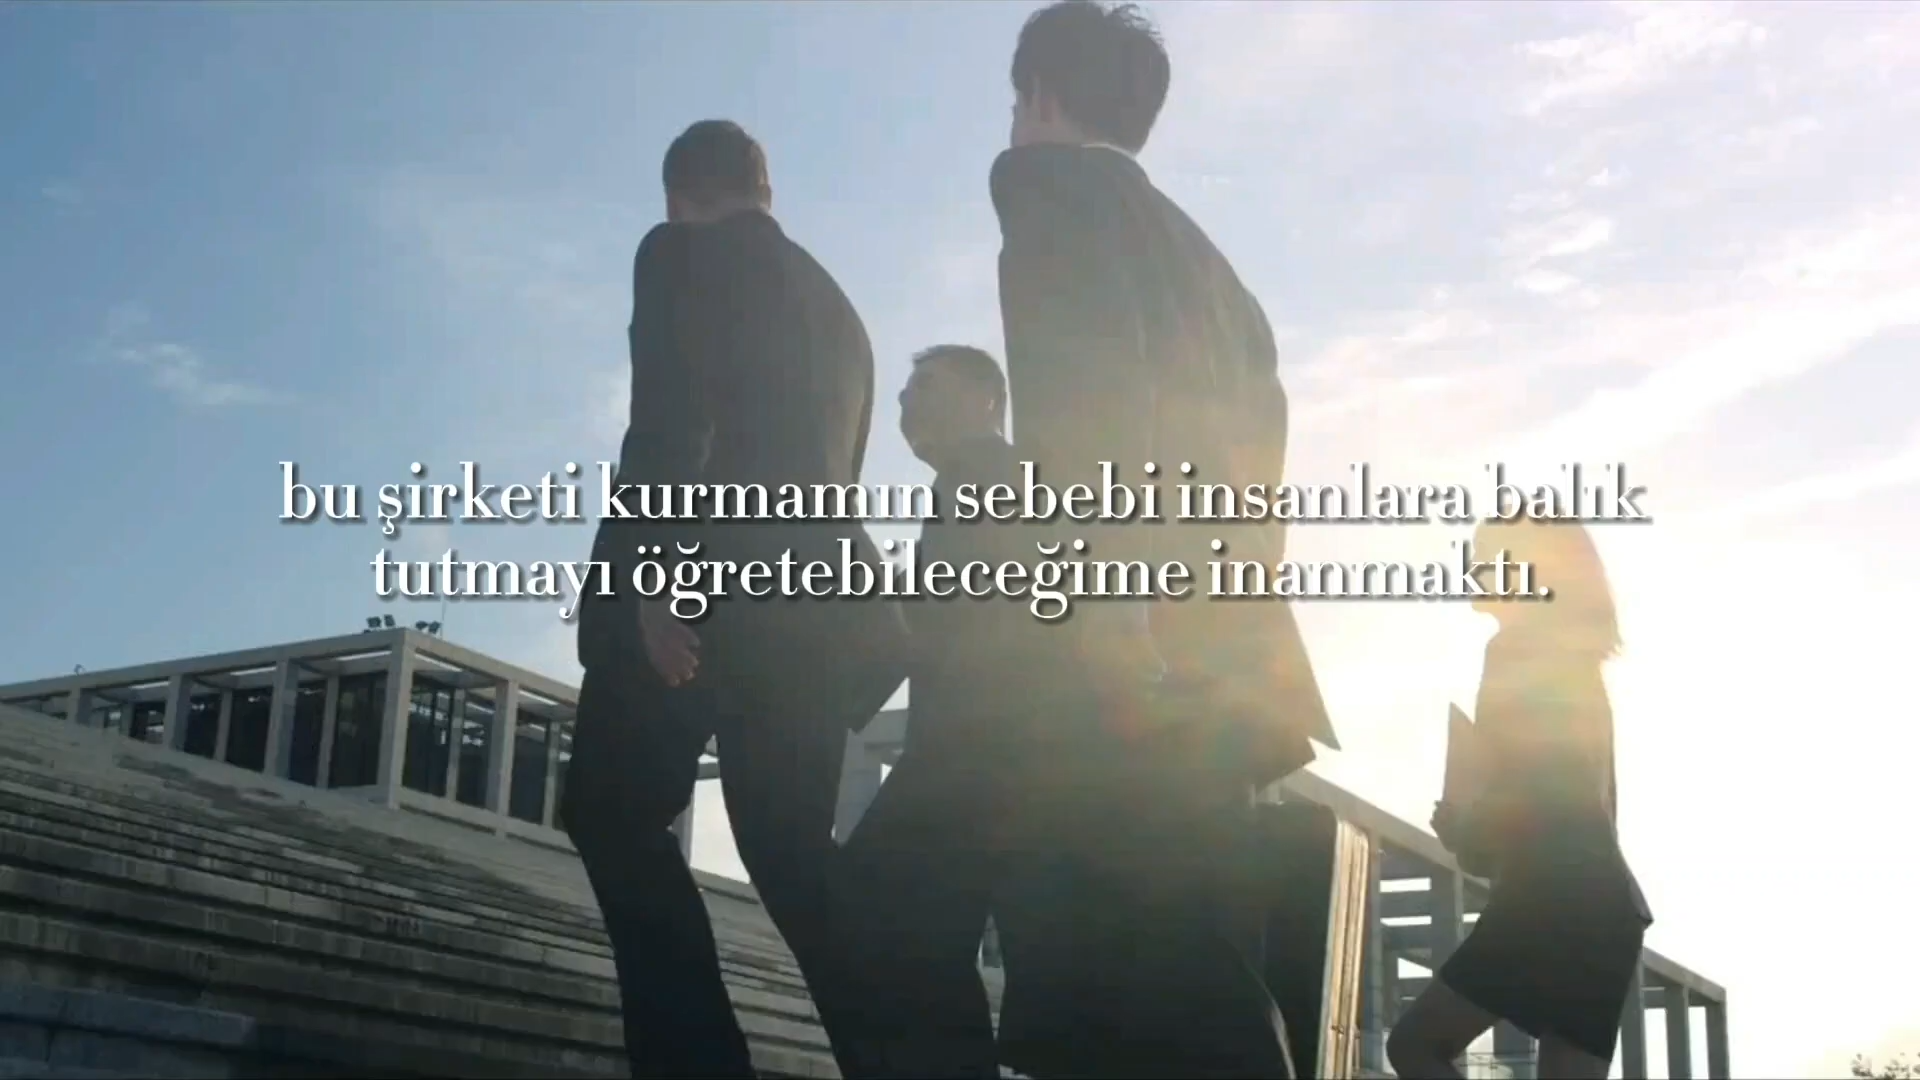 bu şirketi kurmamın sebebi insanlara balık
tutmayı öğretebileceğime inanmaktı.